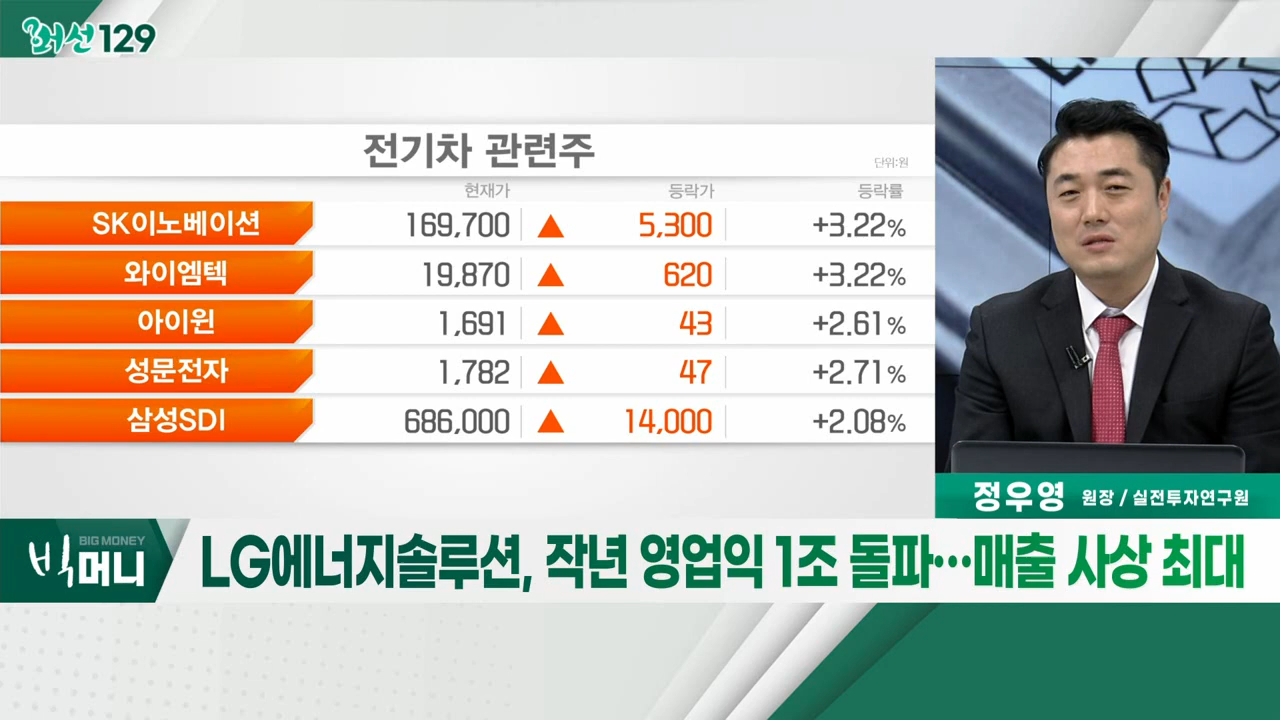 머선129
전기차 관련주
단위:원
현재가 등락가 등락률
SK이노베이션 169,700 ▲ 5,300 +3.22%
와이엠텍 19,870 ▲ 620 +3.22%
아이윈 1,691 ▲ 43 +2.61%
성문전자 1,782 ▲ 47 +2.71%
삼성SDI 686,000 ▲ 14,000 +2.08%
정우영 원장 / 실전투자연구원
BIG MONEY
빅머니
LG에너지솔루션, 작년 영업익 1조 돌파…매출 사상 최대